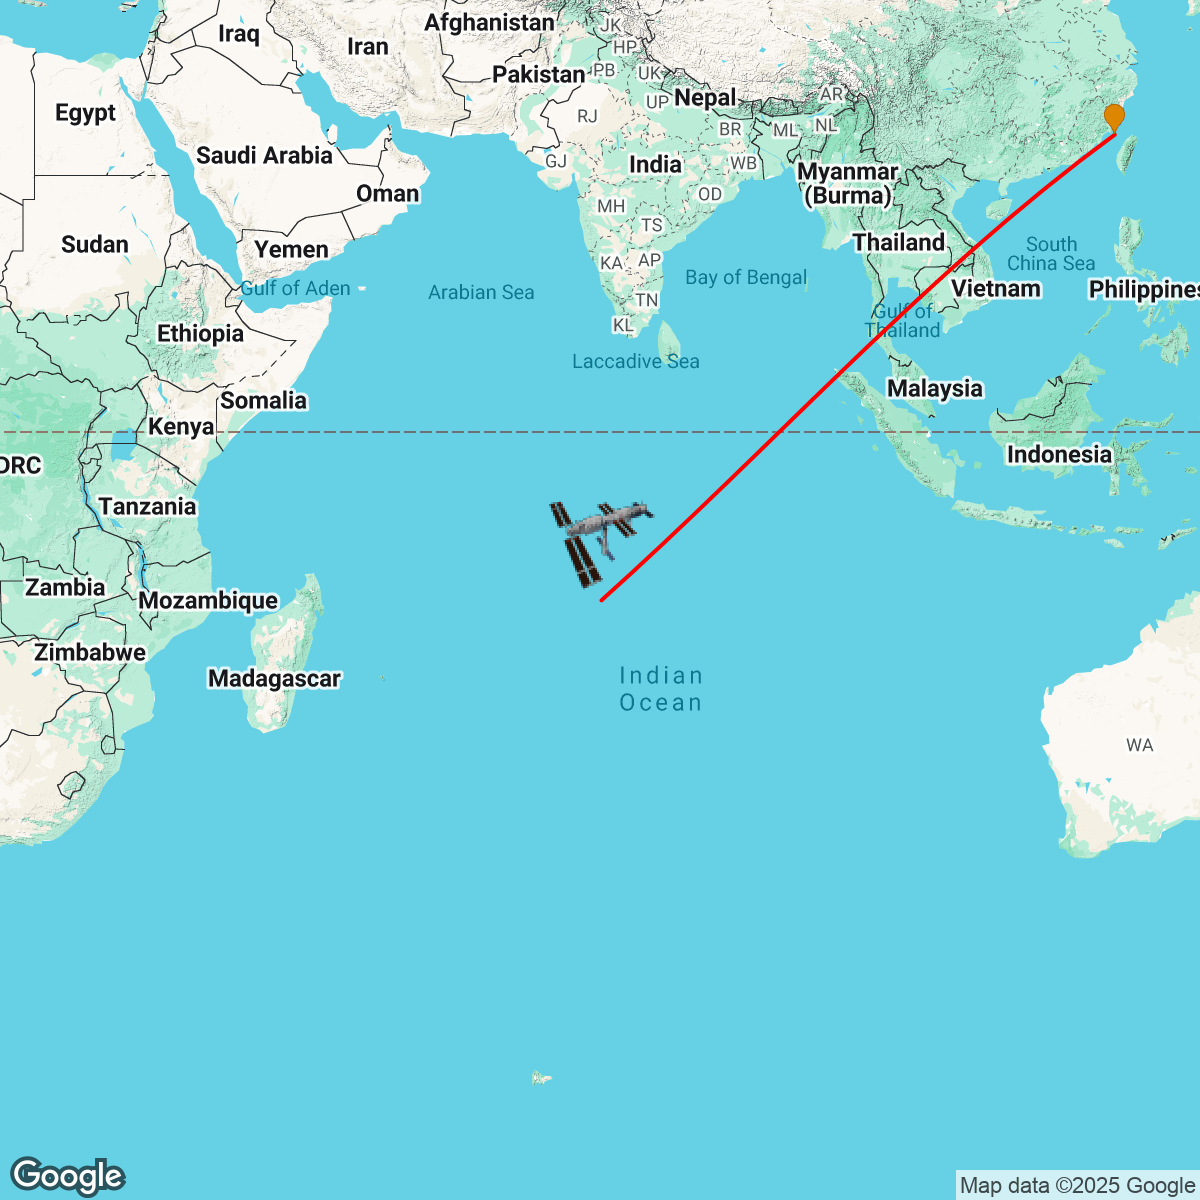 Afghanistan
JK
Iraq
Iran
HP
Pakistan
PB
UK
Nepal
AR
Egypt
UP
RJ
BR
ML
NL
Saudi Arabia
GJ
India
WB
Myanmar
(Burma)
Oman
OD
MH
TS
Sudan
Yemen
Thailand
South
China Sea
KA
AP
Bay of Bengal
Gulf of Aden
Arabian Sea
Vietnam
Philippines
TN
Gulf of
Thailand
KL
Ethiopia
Laccadive Sea
Malaysia
Somalia
Kenya
Indonesia
DRC
Tanzania
Zambia
Mozambique
Zimbabwe
Madagascar
Indian
Ocean
WA
Google
Map data ©2025 Google